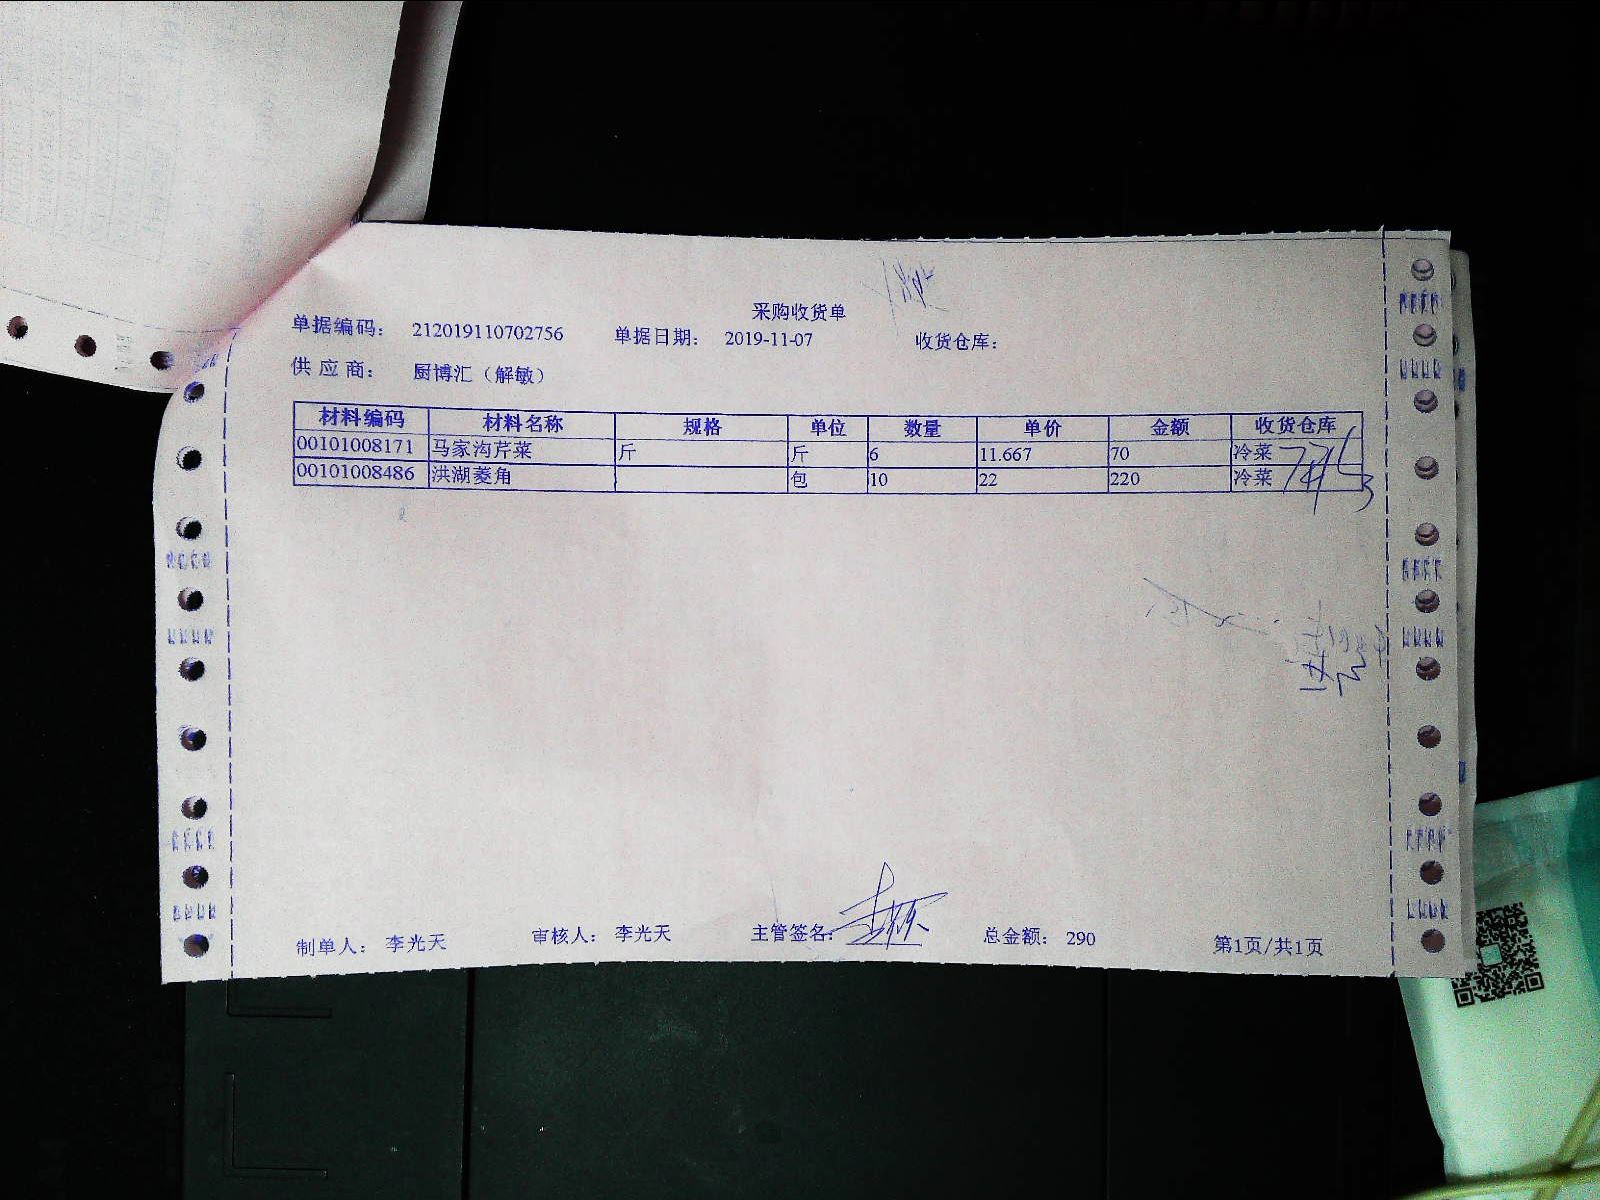 采购收货单
单据编码： 212019110702756 单据日期： 2019-11-07 收货仓库：
供 应 商： 厨博汇（解敏）
材料编码 材料名称 规格 单位 数量 单价 金额 收货仓库
00101008171 马家沟芹菜 斤 斤 6 11.667 70 冷菜
00101008486 洪湖菱角 包 10 22 220 冷菜
制单人： 李光天 审核人： 李光天 主管签名: 总金额： 290 第1页/共1页